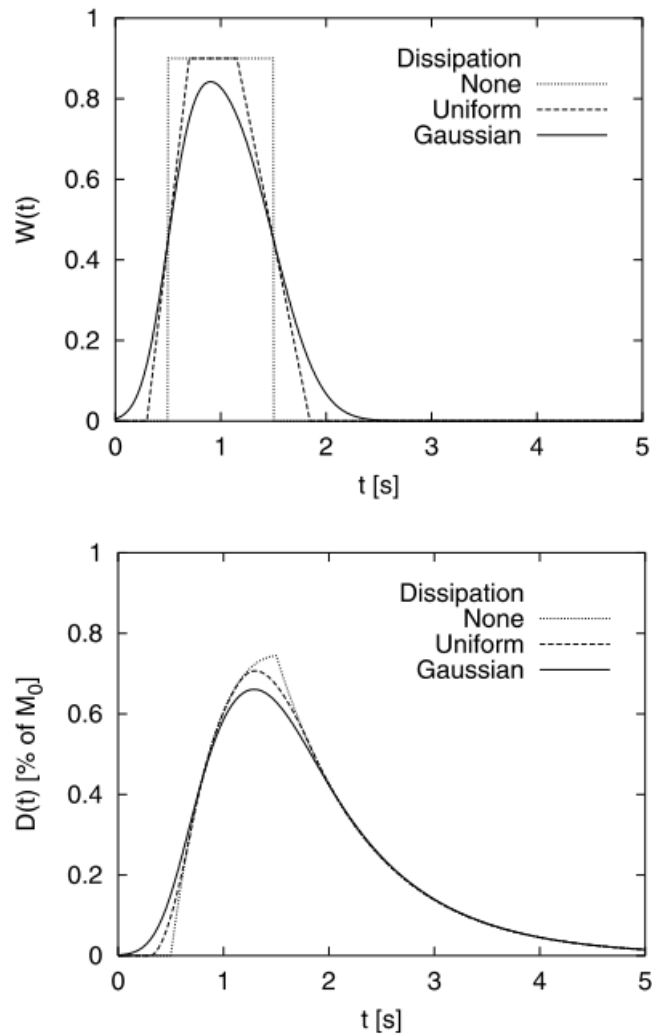 1
0.8
0.6
0.4
0.2
0
W(t)
Dissipation
None
Uniform
Gaussian
0 1 2 3 4 5
t [s]
1
0.8
0.6
0.4
0.2
0
D(t) [% of M0]
Dissipation
None
Uniform
Gaussian
0 1 2 3 4 5
t [s]